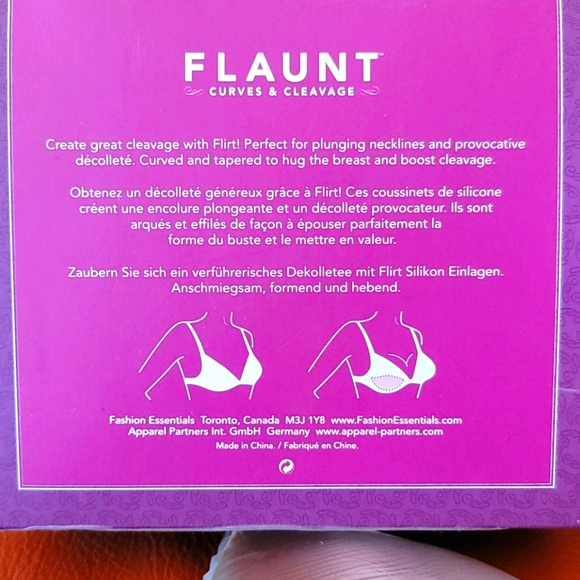 FLAUNT™
CURVES & CLEAVAGE
Create great cleavage with Flirt! Perfect for plunging necklines and provocative
décolleté. Curved and tapered to hug the breast and boost cleavage.
Obtenez un décolleté généreux grâce à Flirt! Ces coussinets de silicone
créent une encolure plongeante et un décolleté provocateur. Ils sont
arqués et effilés de façon à épouser parfaitement la
forme du buste et le mettre en valeur.
Zaubern Sie sich ein verführerisches Dekolletee mit Flirt Silikon Einlagen.
Anschmiegsam, formend und hebend.
Fashion Essentials Toronto, Canada M3J 1Y8 www.FashionEssentials.com
Apparel Partners Int. GmbH Germany www.apparel-partners.com
Made in China. / Fabriqué en Chine.